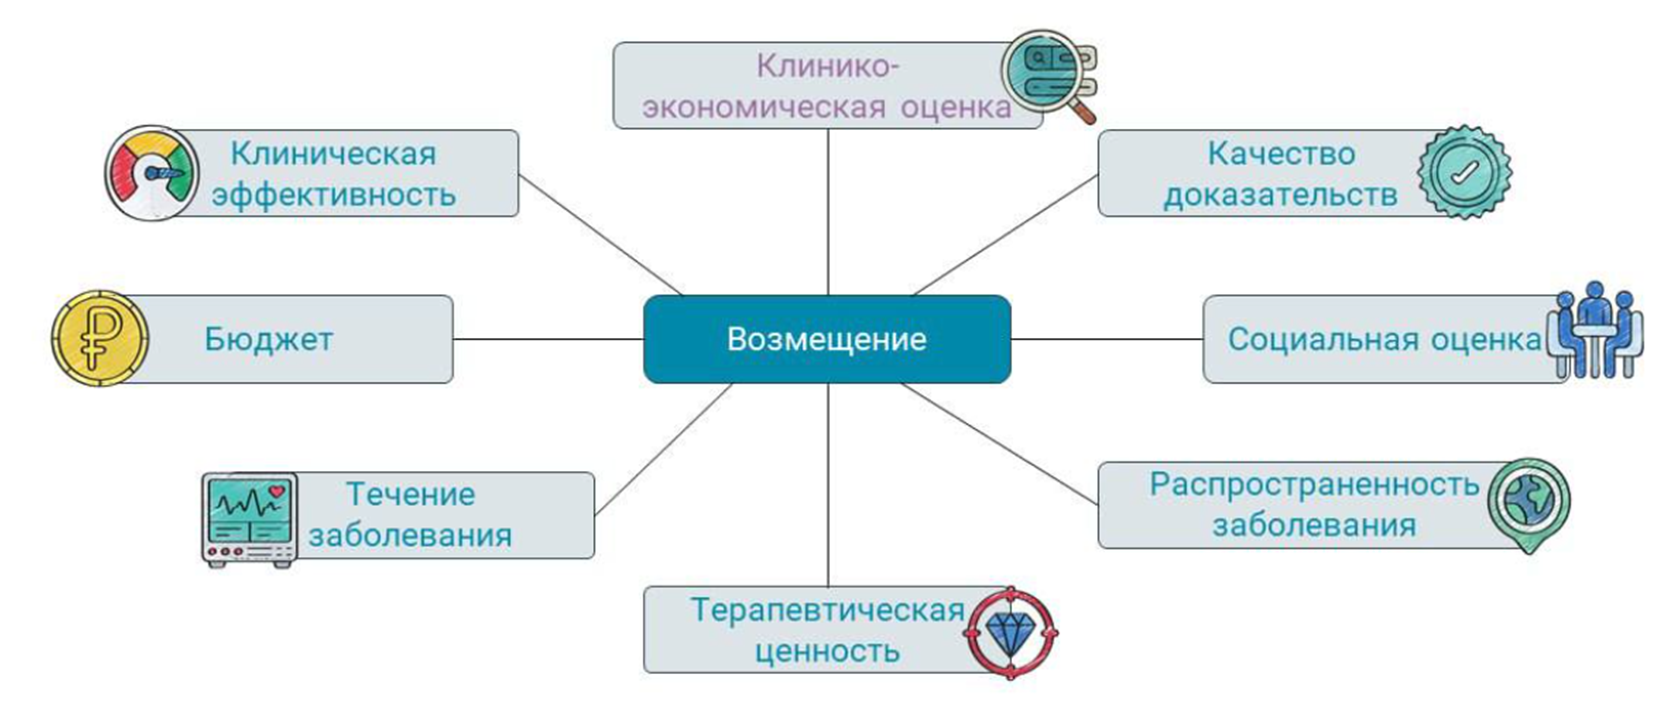 Клинико-
экономическая оценка
Клиническая
эффективность
Качество
доказательств
Бюджет
Возмещение
Социальная оценка
Течение
заболевания
Распространенность
заболевания
Терапевтическая
ценность